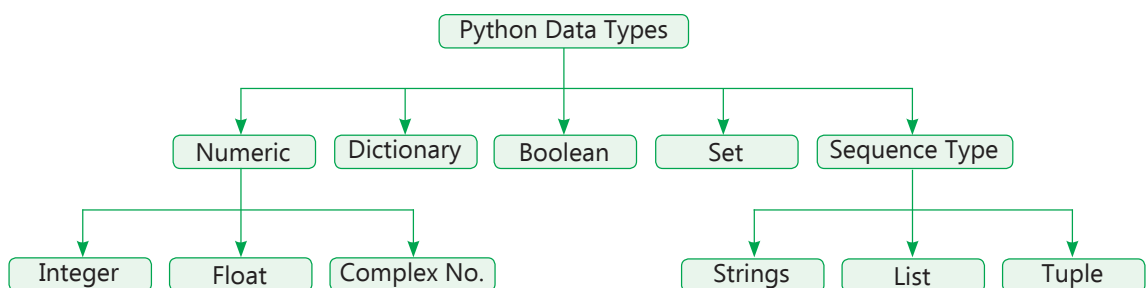 Python Data Types
Numeric
Dictionary
Boolean
Set
Sequence Type
Integer
Float
Complex No.
Strings
List
Tuple